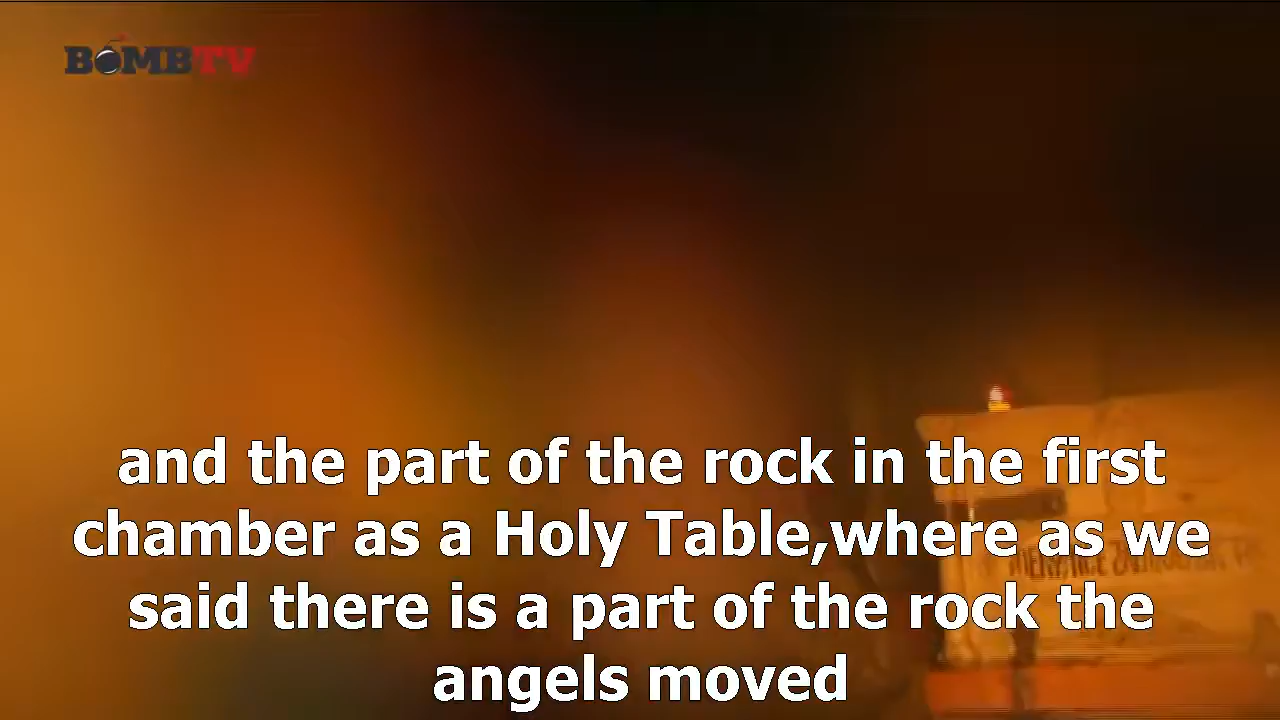 BOMBTV
and the part of the rock in the first
chamber as a Holy Table,where as we
said there is a part of the rock the
angels moved